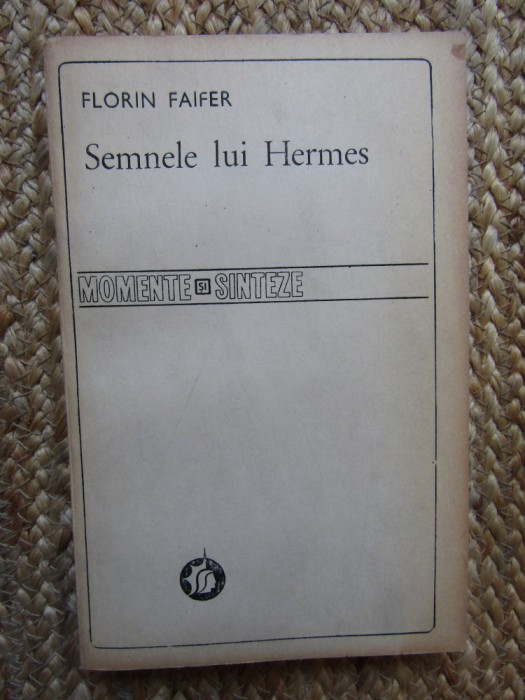 FLORIN FAIFER
Semnele lui Hermes
MOMENTE ȘI SINTEZE